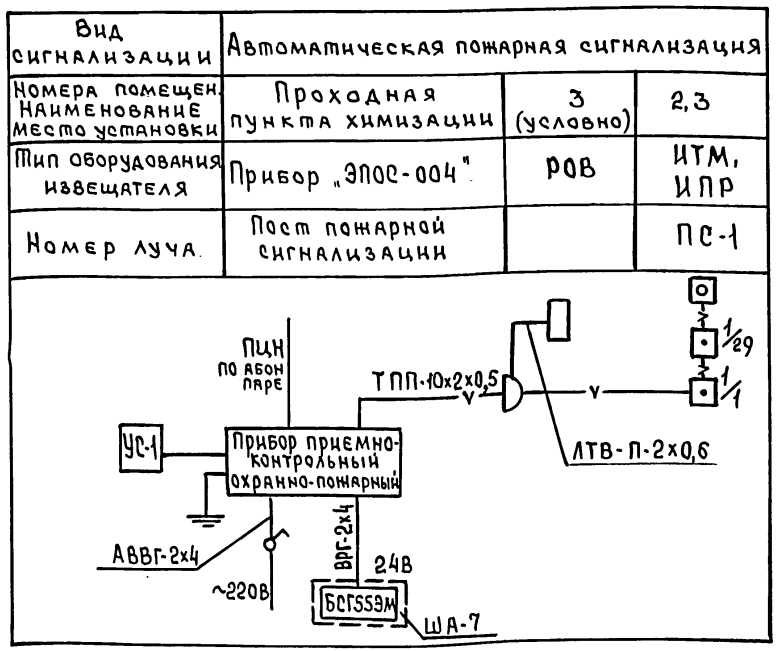 Вид
сигнализации
Автоматическая пожарная сигнализация
Номера помещен.
Наименование
место установки
Проходная
пункта химизации
3
(условно)
2,3
Тип оборудования
извещателя
Прибор „ЭПОС-004"
РОВ
ИТМ,
ИПР
Номер луча.
Пост пожарной
сигнализации
ПС-1
ПЦН
по абон
паре
ТПП-10х2х0,5
1/29
1/1
УС-1
Прибор приемно-
контрольный
охранно-пожарный
ЛТВ-П-2х0,6
АВВГ-2х4
~220В
ВРГ-2х4
24В
БСГ55ЭМ
ША-7